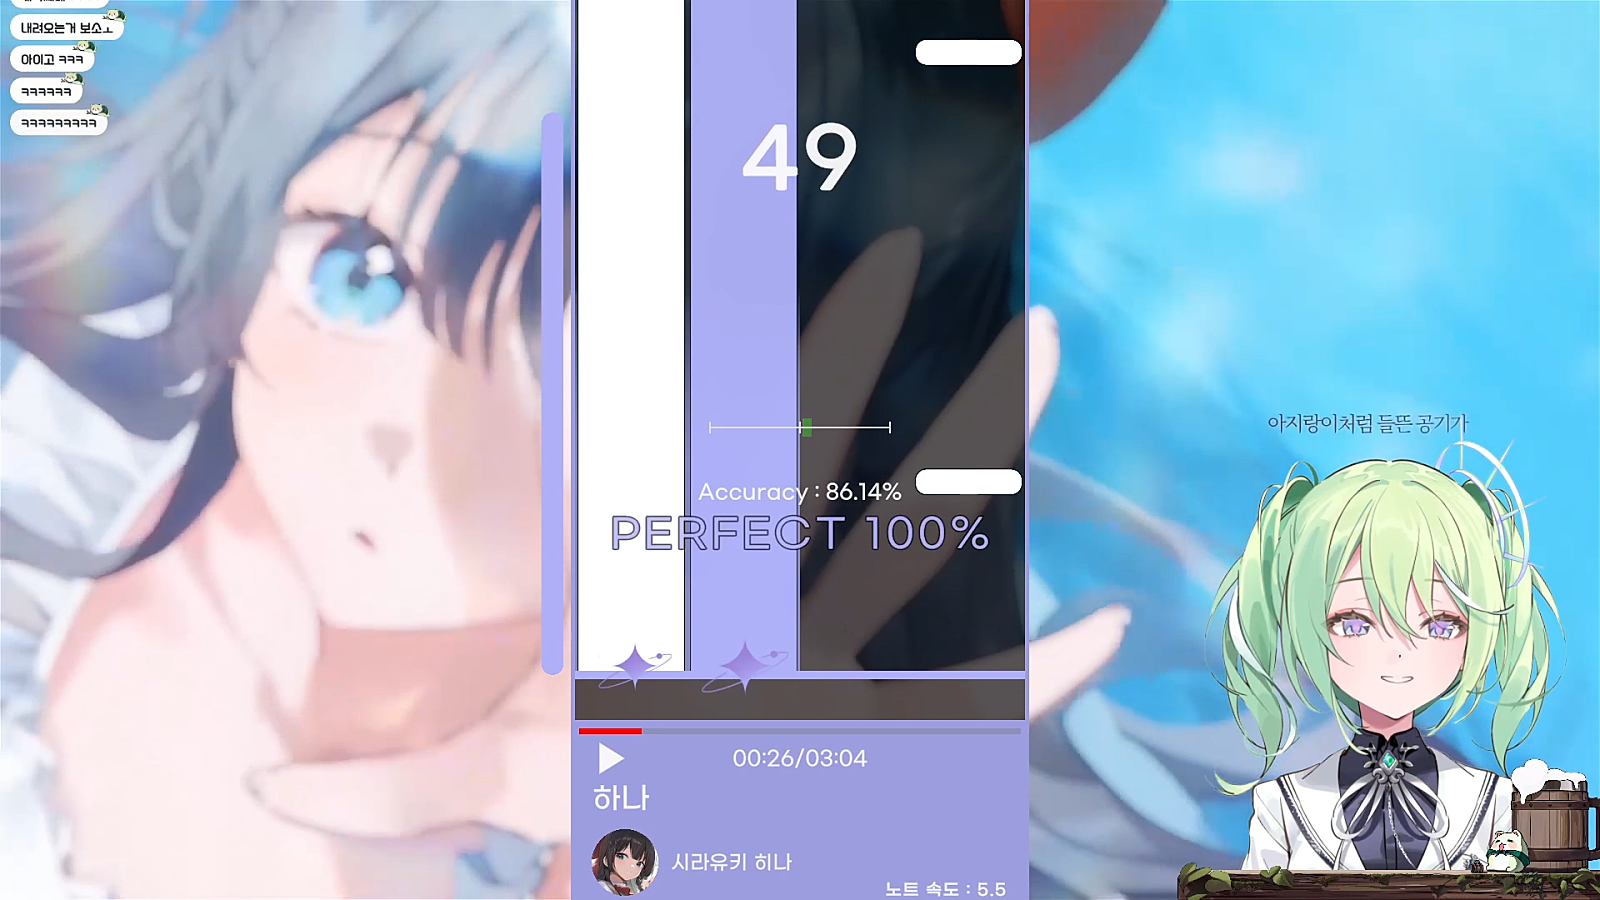 내려오는거 보소ㅗ
아이고 ㅋㅋㅋ
ㅋㅋㅋㅋㅋㅋ
ㅋㅋㅋㅋㅋㅋㅋㅋㅋ
49
Accuracy : 86.14%
PERFECT 100%
00:26/03:04
하나
시라유키 히나
노트 속도 : 5.5
아지랑이처럼 들뜬 공기가